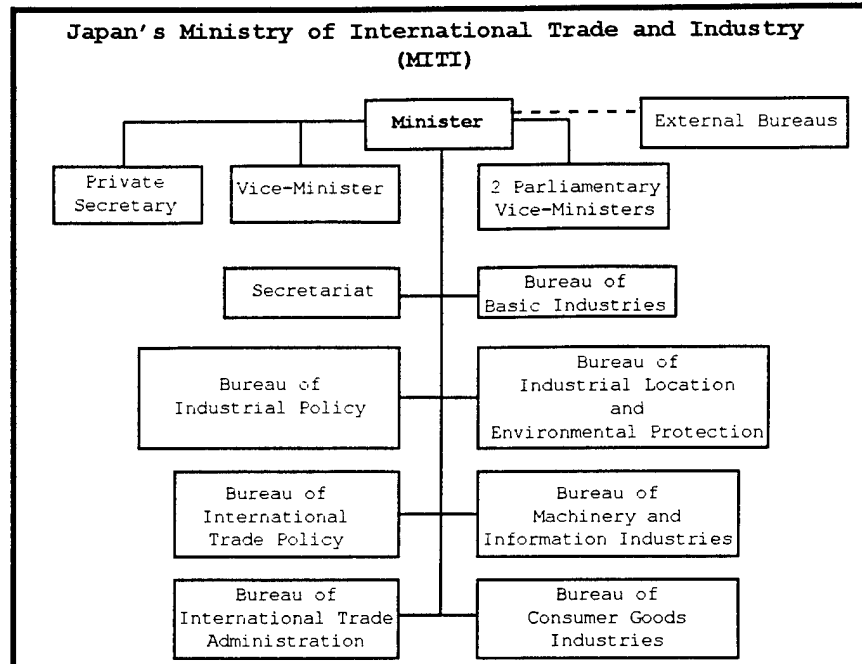 Japan's Ministry of International Trade and Industry
(MITI)
Minister
External Bureaus
Private
Secretary
Vice-Minister
2 Parliamentary
Vice-Ministers
Secretariat
Bureau of
Basic Industries
Bureau of
Industrial Policy
Bureau of
Industrial Location
and
Environmental Protection
Bureau of
International
Trade Policy
Bureau of
Machinery and
Information Industries
Bureau of
International Trade
Administration
Bureau of
Consumer Goods
Industries